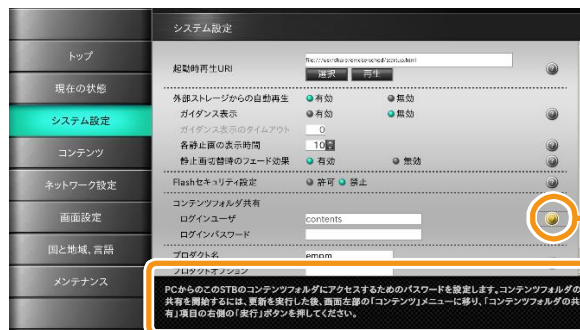 システム設定
トップ
現在の状態
システム設定
コンテンツ
ネットワーク設定
画面設定
国と地域、言語
メンテナンス
起動時再生URI
選択 再生
外部ストレージからの自動再生 有効 無効
ガイダンス表示 有効 無効
ガイダンス表示のタイムアウト 0
各静止画の表示時間 10
静止画切替時のフェード効果 有効 無効
Flashセキュリティ設定 許可 禁止
コンテンツフォルダ共有
ログインユーザ contents
ログインパスワード
プロダクト名 empm
プロダクトオプション
PCからのこのSTBのコンテンツフォルダにアクセスするためのパスワードを設定します。コンテンツフォルダの
共有を開始するには、更新を実行した後、画面左部の「コンテンツ」メニューに移り、「コンテンツフォルダの共
有」項目の右側の「実行」ボタンを押してください。